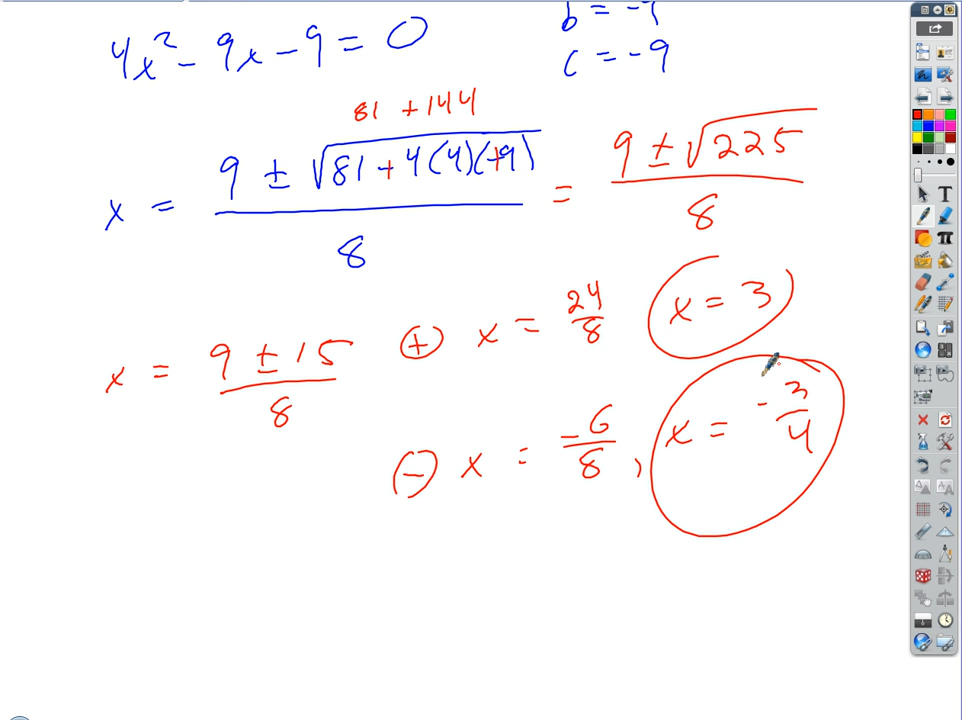 4x² - 9x - 9 = 0
b = -9
c = -9
81 + 144
x = (9 ± √(81 + 4(4)(+9))) / 8 = (9 ± √225) / 8
x = (9 ± 15) / 8
⊕ x = 24/8 x = 3
⊖ x = -6/8, x = -3/4
T
π